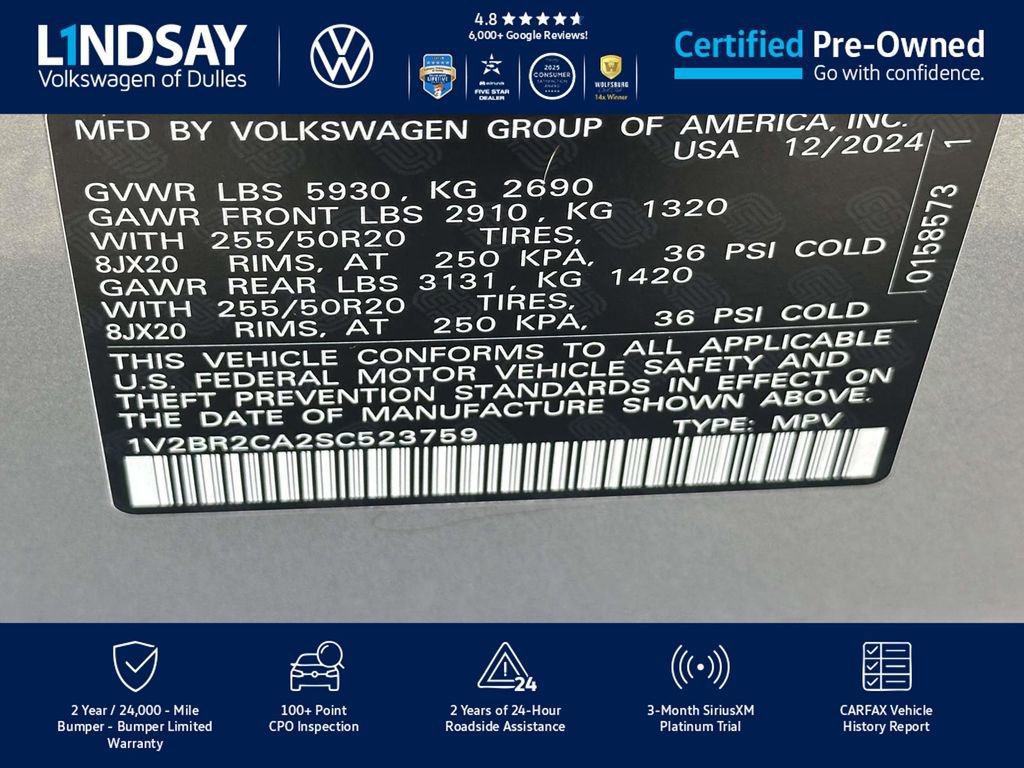 L1NDSAY
Volkswagen of Dulles
4.8
6,000+ Google Reviews!
FIVE STAR
DEALER
2025
CONSUMER
SATISFACTION
AWARD
WOLFSBURG
14x Winner
Certified Pre-Owned
Go with confidence.
MFD BY VOLKSWAGEN GROUP OF AMERICA, INC.
USA 12/2024
GVWR LBS 5930, KG 2690
GAWR FRONT LBS 2910, KG 1320
WITH 255/50R20 TIRES,
8JX20 RIMS, AT 250 KPA, 36 PSI COLD
GAWR REAR LBS 3131, KG 1420
WITH 255/50R20 TIRES,
8JX20 RIMS, AT 250 KPA, 36 PSI COLD
0158573 1
THIS VEHICLE CONFORMS TO ALL APPLICABLE
U.S. FEDERAL MOTOR VEHICLE SAFETY AND
THEFT PREVENTION STANDARDS IN EFFECT ON
THE DATE OF MANUFACTURE SHOWN ABOVE.
1V2BR2CA2SC523759 TYPE: MPV
24
2 Year / 24,000 - Mile
Bumper - Bumper Limited
Warranty
100+ Point
CPO Inspection
2 Years of 24-Hour
Roadside Assistance
3-Month SiriusXM
Platinum Trial
CARFAX Vehicle
History Report